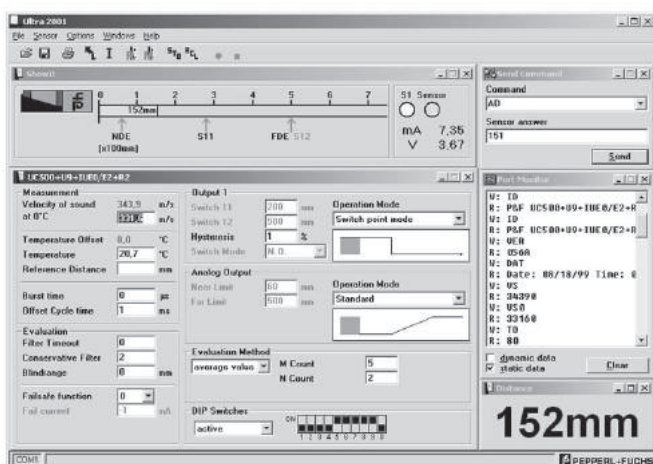 Ultra 2001
File Sensor Options Windows Help
Show0
0 1 2 3 4 5 6 7
152mm
NDE S11 FDE S12
[x100mm]
S1 Sensor
mA 7,35
V 3,67
Send Command
Command
AD
Sensor answer
151
Send
UC500+U9+IUE0/E2+R2
Measurement
Velocity of sound 343,9 m/s
at 0°C 331,6 m/s
Temperature Offset 0,0 °C
Temperature 20,7 °C
Reference Distance mm
Burst time 0 µs
Offset Cycle time 1 ms
Evaluation
Filter Timeout 0
Conservative Filter 2
Blindrange 0 mm
Failsafe function 0
Fail current -1 mA
Output 1
Switch 11 200 mm
Switch 12 500 mm
Hysteresis 1 %
Switch Mode N.O.
Operation Mode
Switch point mode
Analog Output
Near Limit 60 mm
Far Limit 500 mm
Operation Mode
Standard
Evaluation Method
average value
M Count 5
N Count 2
DIP Switches
active
ON
1 2 3 4 5 6 7 8 9 0
Port Monitor
W: ID
R: P&F UC500+U9+IUE0/E2+R
W: ID
R: P&F UC500+U9+IUE0/E2+R
W: VER
R: 056A
W: DAT
R: Date: 08/18/99 Time: 0
W: VS
R: 34390
W: VS0
R: 33160
W: TO
R: 80
dynamic data
static data
Clear
Distance
152mm
COM1
PEPPERL+FUCHS